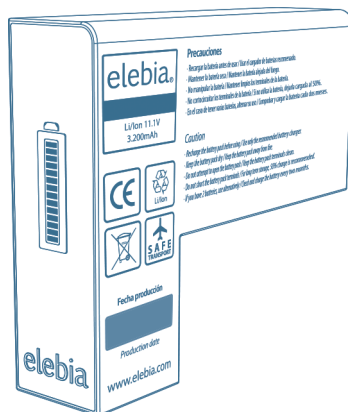 elebia®
Li/Ion 11.1V
3.200mAh
CE
Li/Ion
SAFE
TRANSPORT
Fecha producción
Production date
www.elebia.com
elebia
Precauciones
- Recargar la batería antes de usar / Usar el cargador de baterías recomendado.
- Mantener la batería seca / Mantener la batería alejada del fuego.
- No manipular la batería / Mantener limpios los terminales de la batería.
- No cortocircuitar los terminales de la batería / Si no utiliza la batería, dejarla cargada al 50%.
- En el caso de tener varias baterías, alternar su uso / Comprobar y cargar la batería cada dos meses.
Caution
- Recharge the battery pack before using / Use only the recommended battery charger.
- Keep the battery pack dry / Keep the battery pack away from fire.
- Do not attempt to open the battery pack / Keep the battery pack terminals clean.
- Do not short the battery pack terminals / For long term storage, 50% charge is recommended.
- If you have 2 batteries, use alternately / Check and charge the battery every two months.